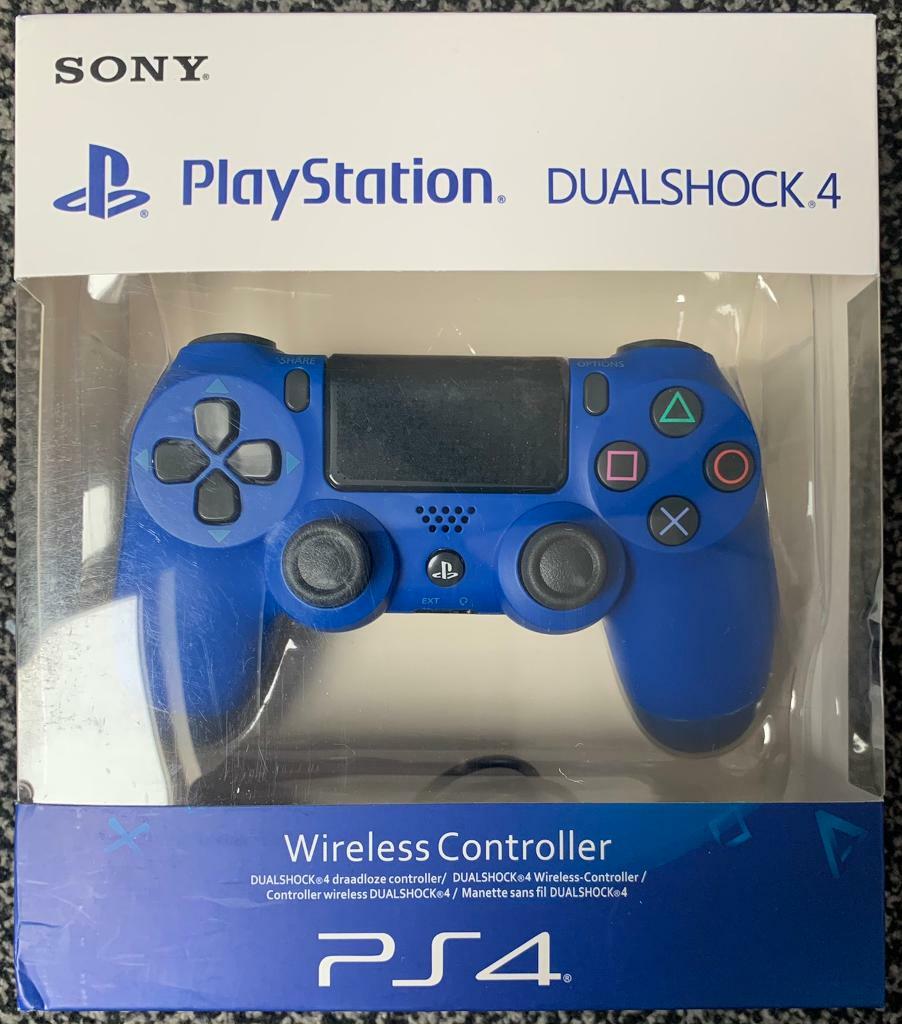 SONY®
PlayStation® DUALSHOCK®4
SHARE OPTIONS
EXT
Wireless Controller
DUALSHOCK®4 draadloze controller/ DUALSHOCK®4 Wireless-Controller /
Controller wireless DUALSHOCK®4 / Manette sans fil DUALSHOCK®4
PS4®